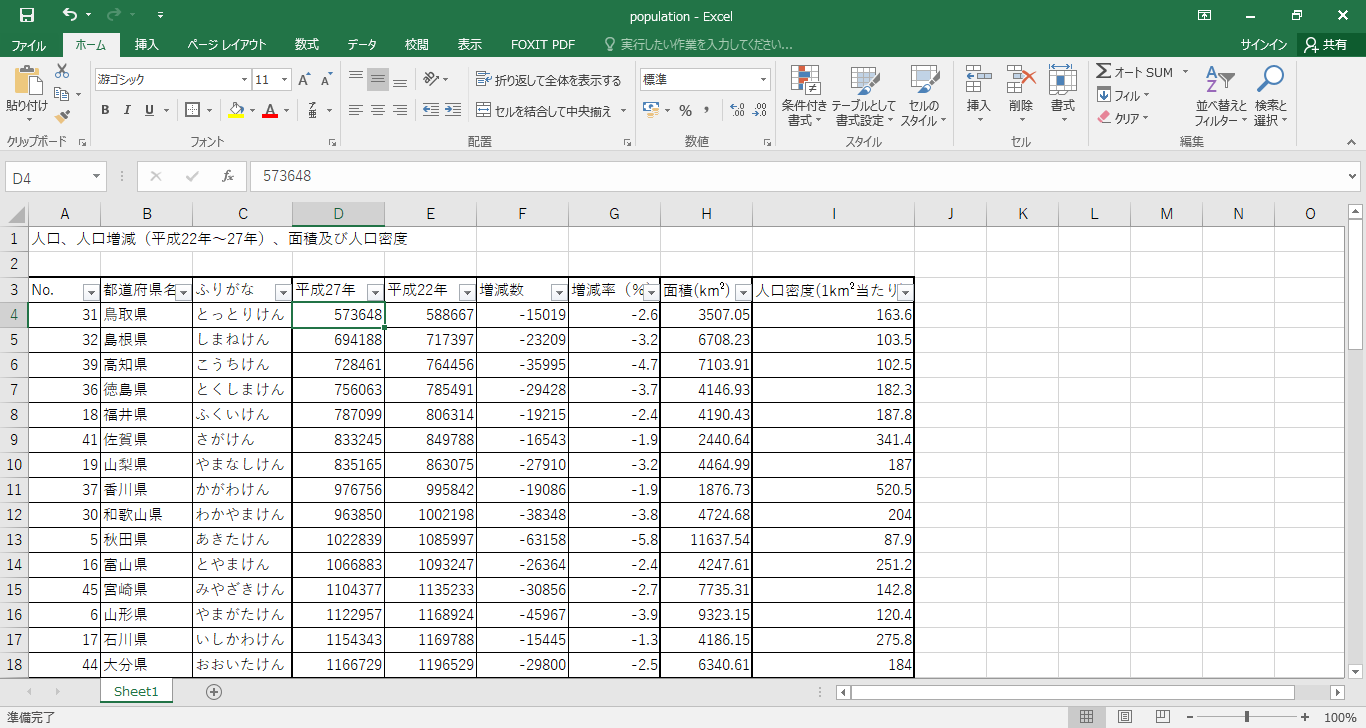 population - Excel
ファイル ホーム 挿入 ページ レイアウト 数式 データ 校閲 表示 FOXIT PDF 実行したい作業を入力してください... サインイン 共有
貼り付け 游ゴシック 11 折り返して全体を表示する 標準 条件付き書式 テーブルとして書式設定 セルのスタイル 挿入 削除 書式 オート SUM 並べ替えとフィルター 検索と選択
B I U セルを結合して中央揃え % フィル
クリア
クリップボード フォント 配置 数値 スタイル セル 編集
D4 fx 573648
A B C D E F G H I J K L M N O
1 人口、人口増減（平成22年～27年）、面積及び人口密度
2
3 No. 都道府県名 ふりがな 平成27年 平成22年 増減数 増減率（% 面積(km²) 人口密度(1km²当たり
4 31 鳥取県 とっとりけん 573648 588667 -15019 -2.6 3507.05 163.6
5 32 島根県 しまねけん 694188 717397 -23209 -3.2 6708.23 103.5
6 39 高知県 こうちけん 728461 764456 -35995 -4.7 7103.91 102.5
7 36 徳島県 とくしまけん 756063 785491 -29428 -3.7 4146.93 182.3
8 18 福井県 ふくいけん 787099 806314 -19215 -2.4 4190.43 187.8
9 41 佐賀県 さがけん 833245 849788 -16543 -1.9 2440.64 341.4
10 19 山梨県 やまなしけん 835165 863075 -27910 -3.2 4464.99 187
11 37 香川県 かがわけん 976756 995842 -19086 -1.9 1876.73 520.5
12 30 和歌山県 わかやまけん 963850 1002198 -38348 -3.8 4724.68 204
13 5 秋田県 あきたけん 1022839 1085997 -63158 -5.8 11637.54 87.9
14 16 富山県 とやまけん 1066883 1093247 -26364 -2.4 4247.61 251.2
15 45 宮崎県 みやざきけん 1104377 1135233 -30856 -2.7 7735.31 142.8
16 6 山形県 やまがたけん 1122957 1168924 -45967 -3.9 9323.15 120.4
17 17 石川県 いしかわけん 1154343 1169788 -15445 -1.3 4186.15 275.8
18 44 大分県 おおいたけん 1166729 1196529 -29800 -2.5 6340.61 184
Sheet1
準備完了 100%